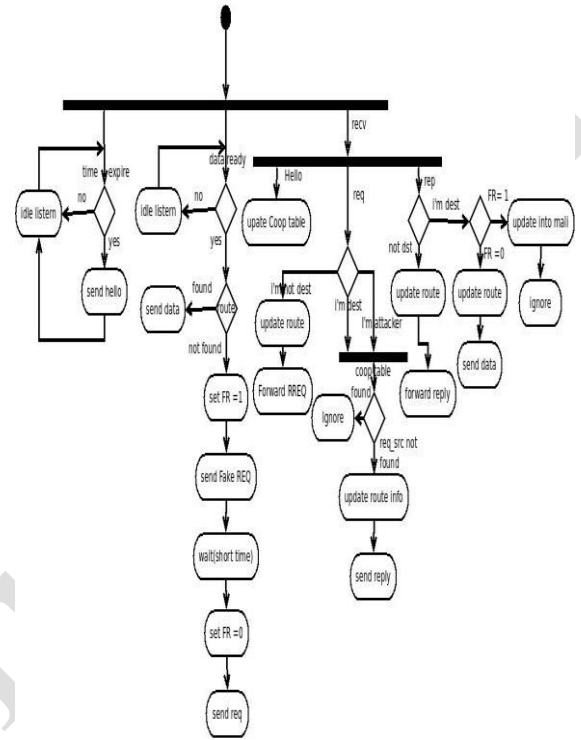 recv
time expire
no
idle listern
yes
send hello
data ready
no
idle listern
yes
found
route
send data
not found
set FR =1
send Fake REQ
wait(short time)
set FR =0
send req
Hello
upate Coop table
req
i'm not dest
i'm dest
I'm attacker
update route
Forward RREQ
coop table
found
Ignore
req_src not
found
update route info
send reply
rep
i'm dest
not dst
update route
forward reply
FR= 1
update into mali
ignore
FR =0
update route
send data